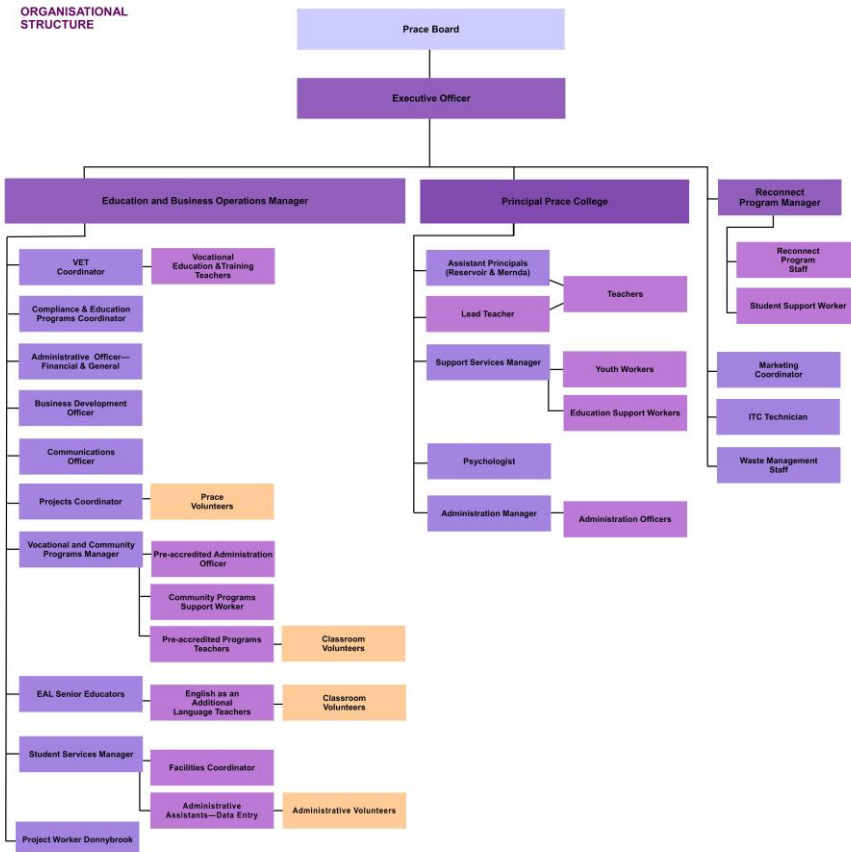 ORGANISATIONAL
STRUCTURE
Prace Board
Executive Officer
Education and Business Operations Manager
Principal Prace College
Reconnect
Program Manager
VET
Coordinator
Vocational
Education &Training
Teachers
Compliance & Education
Programs Coordinator
Administrative Officer—
Financial & General
Business Development
Officer
Communications
Officer
Projects Coordinator
Prace
Volunteers
Vocational and Community
Programs Manager
Pre-accredited Administration
Officer
Community Programs
Support Worker
Pre-accredited Programs
Teachers
Classroom
Volunteers
EAL Senior Educators
English as an
Additional
Language Teachers
Classroom
Volunteers
Student Services Manager
Facilities Coordinator
Administrative
Assistants—Data Entry
Administrative Volunteers
Project Worker Donnybrook
Assistant Principals
(Reservoir & Mernda)
Teachers
Lead Teacher
Support Services Manager
Youth Workers
Education Support Workers
Psychologist
Administration Manager
Administration Officers
Reconnect
Program
Staff
Student Support Worker
Marketing
Coordinator
ITC Technician
Waste Management
Staff